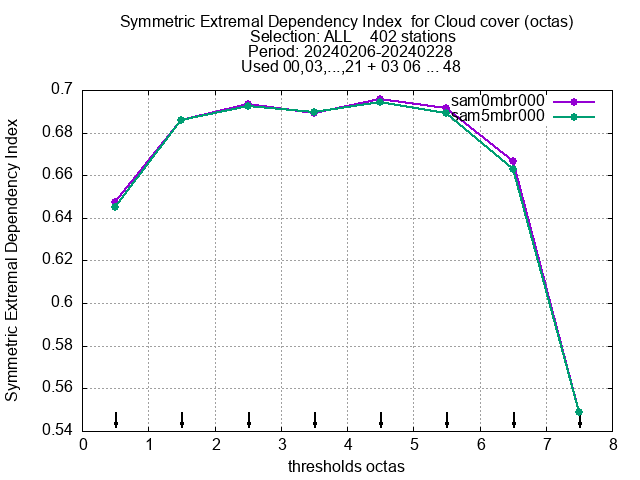 Symmetric Extremal Dependency Index  for Cloud cover (octas)
Selection: ALL    402 stations
Period: 20240206-20240228
Used 00,03,...,21 + 03 06 ... 48
sam0mbr000
sam5mbr000
Symmetric Extremal Dependency Index
0.7
0.68
0.66
0.64
0.62
0.6
0.58
0.56
0.54
0 1 2 3 4 5 6 7 8
thresholds octas